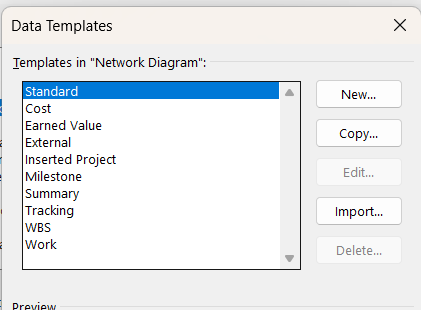 Data Templates
Templates in "Network Diagram":
Standard
Cost
Earned Value
External
Inserted Project
Milestone
Summary
Tracking
WBS
Work
New...
Copy...
Edit...
Import...
Delete...
Preview